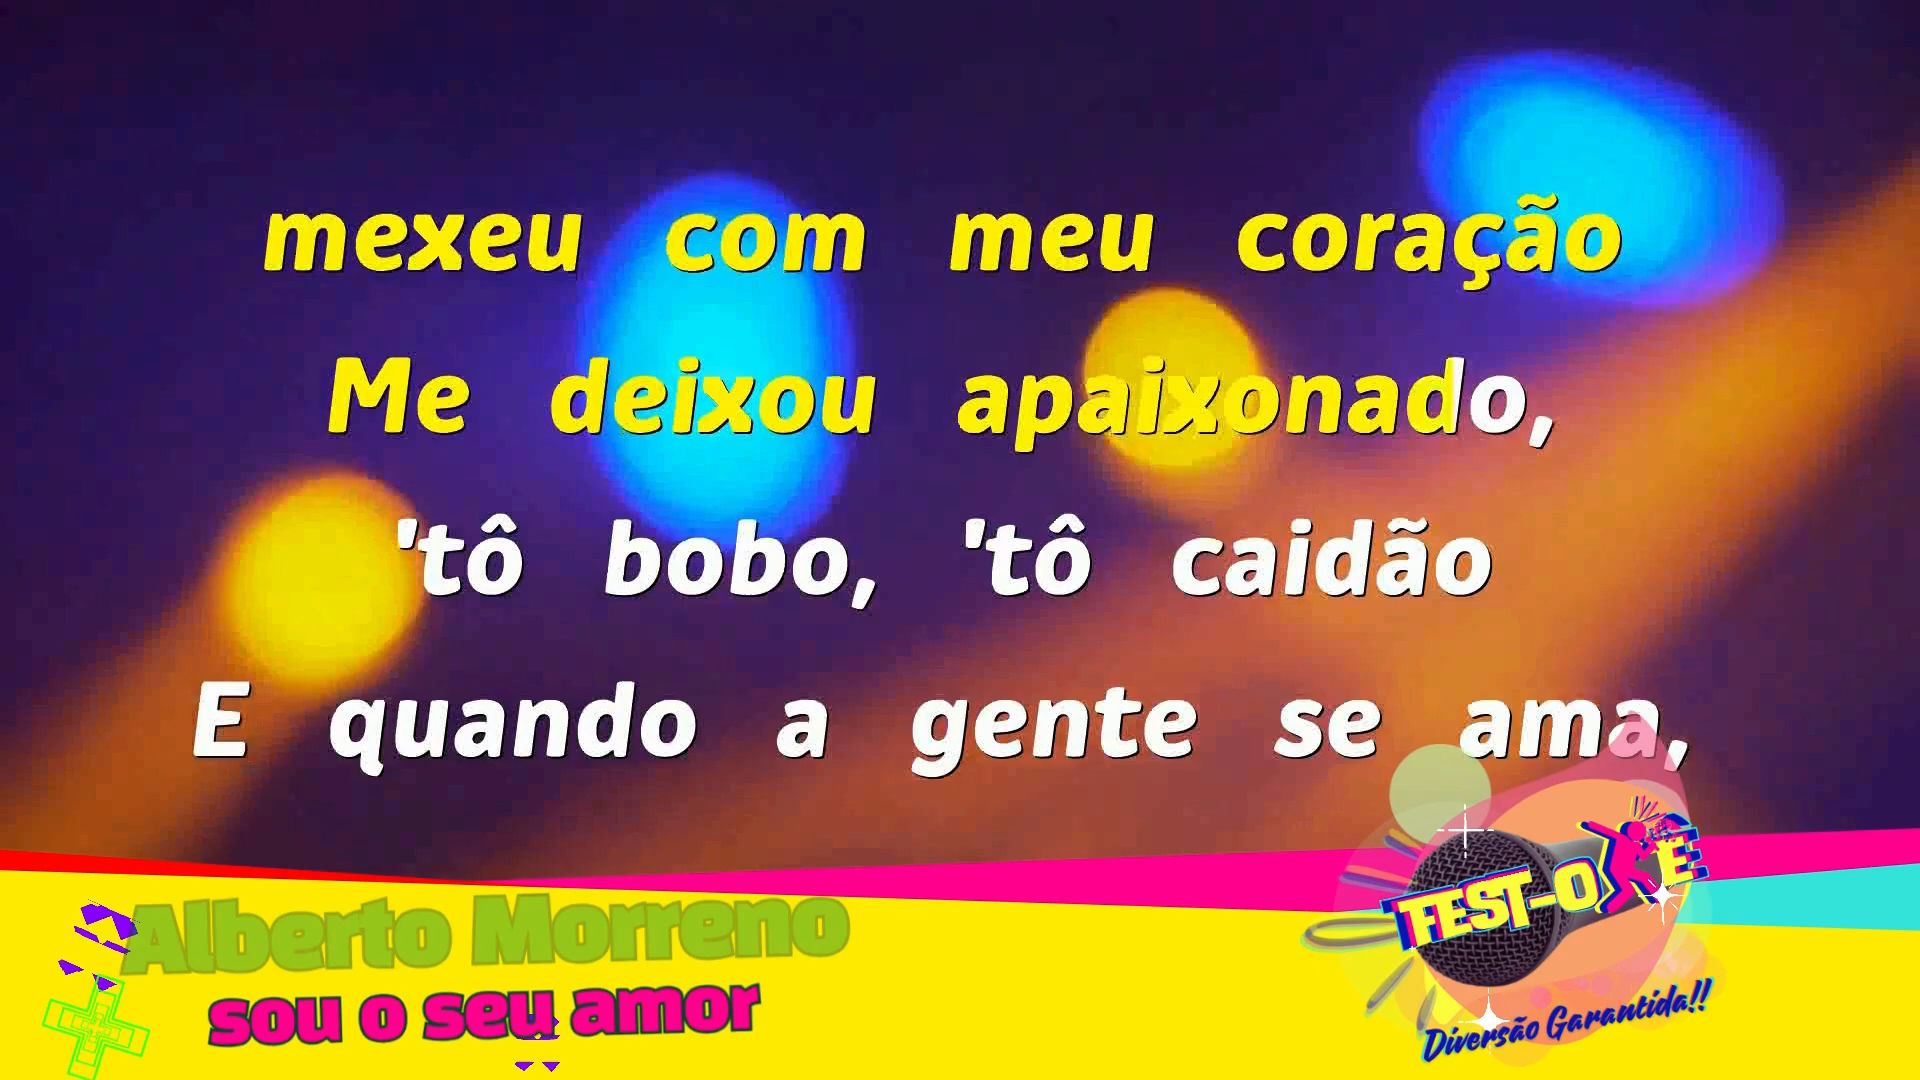 mexeu com meu coração
Me deixou apaixonado,
'tô bobo, 'tô caidão
E quando a gente se ama,
Alberto Morreno
sou o seu amor
FEST-OKÊ
Diversão Garantida!!